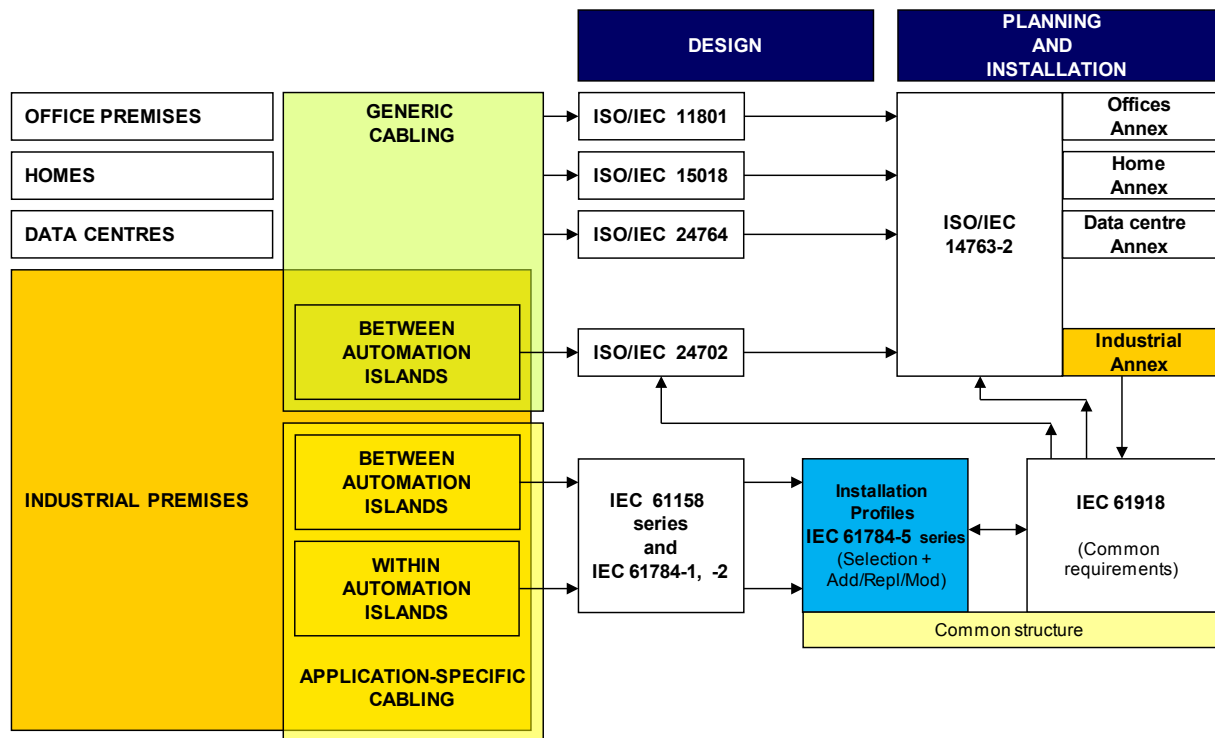 DESIGN
PLANNING
AND
INSTALLATION
OFFICE PREMISES
GENERIC
CABLING
ISO/IEC 11801
Offices
Annex
HOMES
ISO/IEC 15018
Home
Annex
DATA CENTRES
ISO/IEC 24764
ISO/IEC
14763-2
Data centre
Annex
BETWEEN
AUTOMATION
ISLANDS
ISO/IEC 24702
Industrial
Annex
INDUSTRIAL PREMISES
BETWEEN
AUTOMATION
ISLANDS
WITHIN
AUTOMATION
ISLANDS
APPLICATION-SPECIFIC
CABLING
IEC 61158
series
and
IEC 61784-1, -2
Installation
Profiles
IEC 61784-5 series
(Selection +
Add/Repl/Mod)
IEC 61918
(Common
requirements)
Common structure